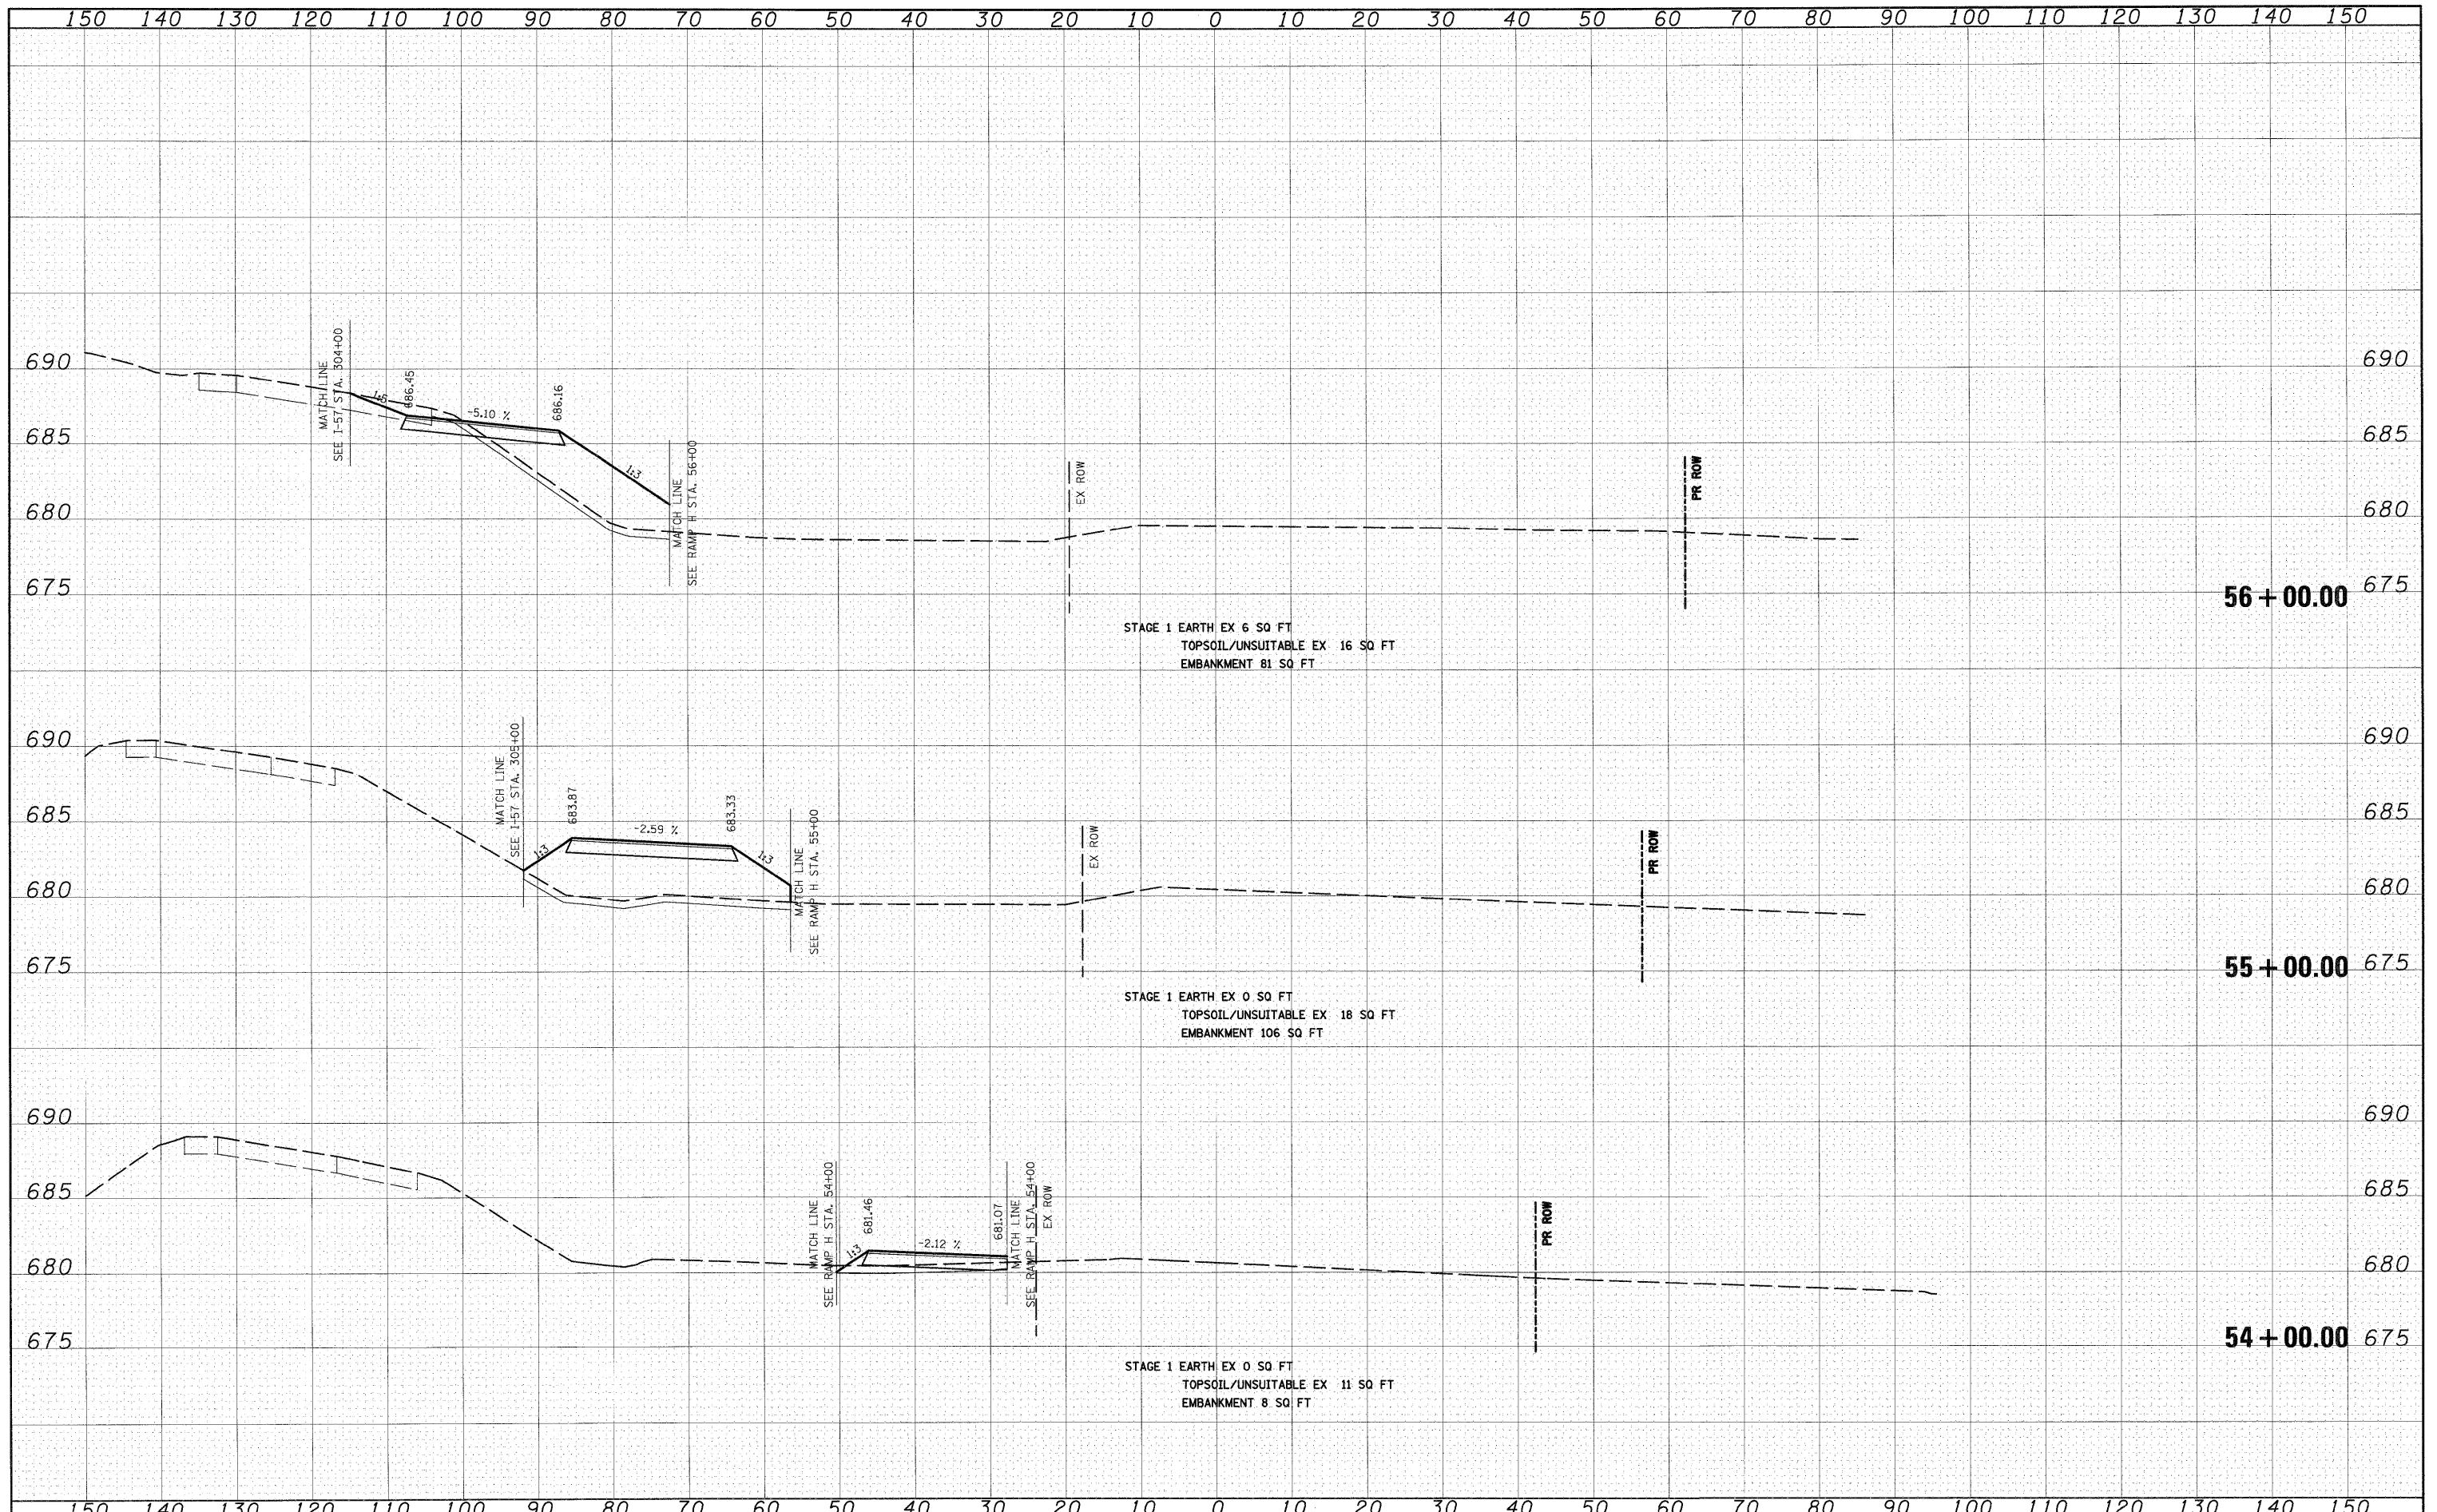 150 140 130 120 110 100 90 80 70 60 50 40 30 20 10 0 10 20 30 40 50 60 70 80 90 100 110 120 130 140 150
690 690
MATCH LINE
SEE I-57 STA. 304+00
686.45
-5.10 %
686.16
685 685
1:3
MATCH LINE
SEE RAMP H STA. 56+00
EX ROW
PR ROW
680 680
675 675
56+00.00
STAGE 1 EARTH EX 6 SQ FT
TOPSOIL/UNSUITABLE EX 16 SQ FT
EMBANKMENT 81 SQ FT
690 690
MATCH LINE
SEE I-57 STA. 305+00
1:3
683.87
-2.59 %
683.33
1:3
685 685
MATCH LINE
SEE RAMP H STA. 55+00
EX ROW
PR ROW
680 680
675 675
55+00.00
STAGE 1 EARTH EX 0 SQ FT
TOPSOIL/UNSUITABLE EX 18 SQ FT
EMBANKMENT 106 SQ FT
690 690
685 685
MATCH LINE
SEE RAMP H STA. 54+00
1:3
681.46
-2.12 %
681.07
MATCH LINE
SEE RAMP H STA. 54+00
EX ROW
PR ROW
680 680
675 675
54+00.00
STAGE 1 EARTH EX 0 SQ FT
TOPSOIL/UNSUITABLE EX 11 SQ FT
EMBANKMENT 8 SQ FT
150 140 130 120 110 100 90 80 70 60 50 40 30 20 10 0 10 20 30 40 50 60 70 80 90 100 110 120 130 140 150